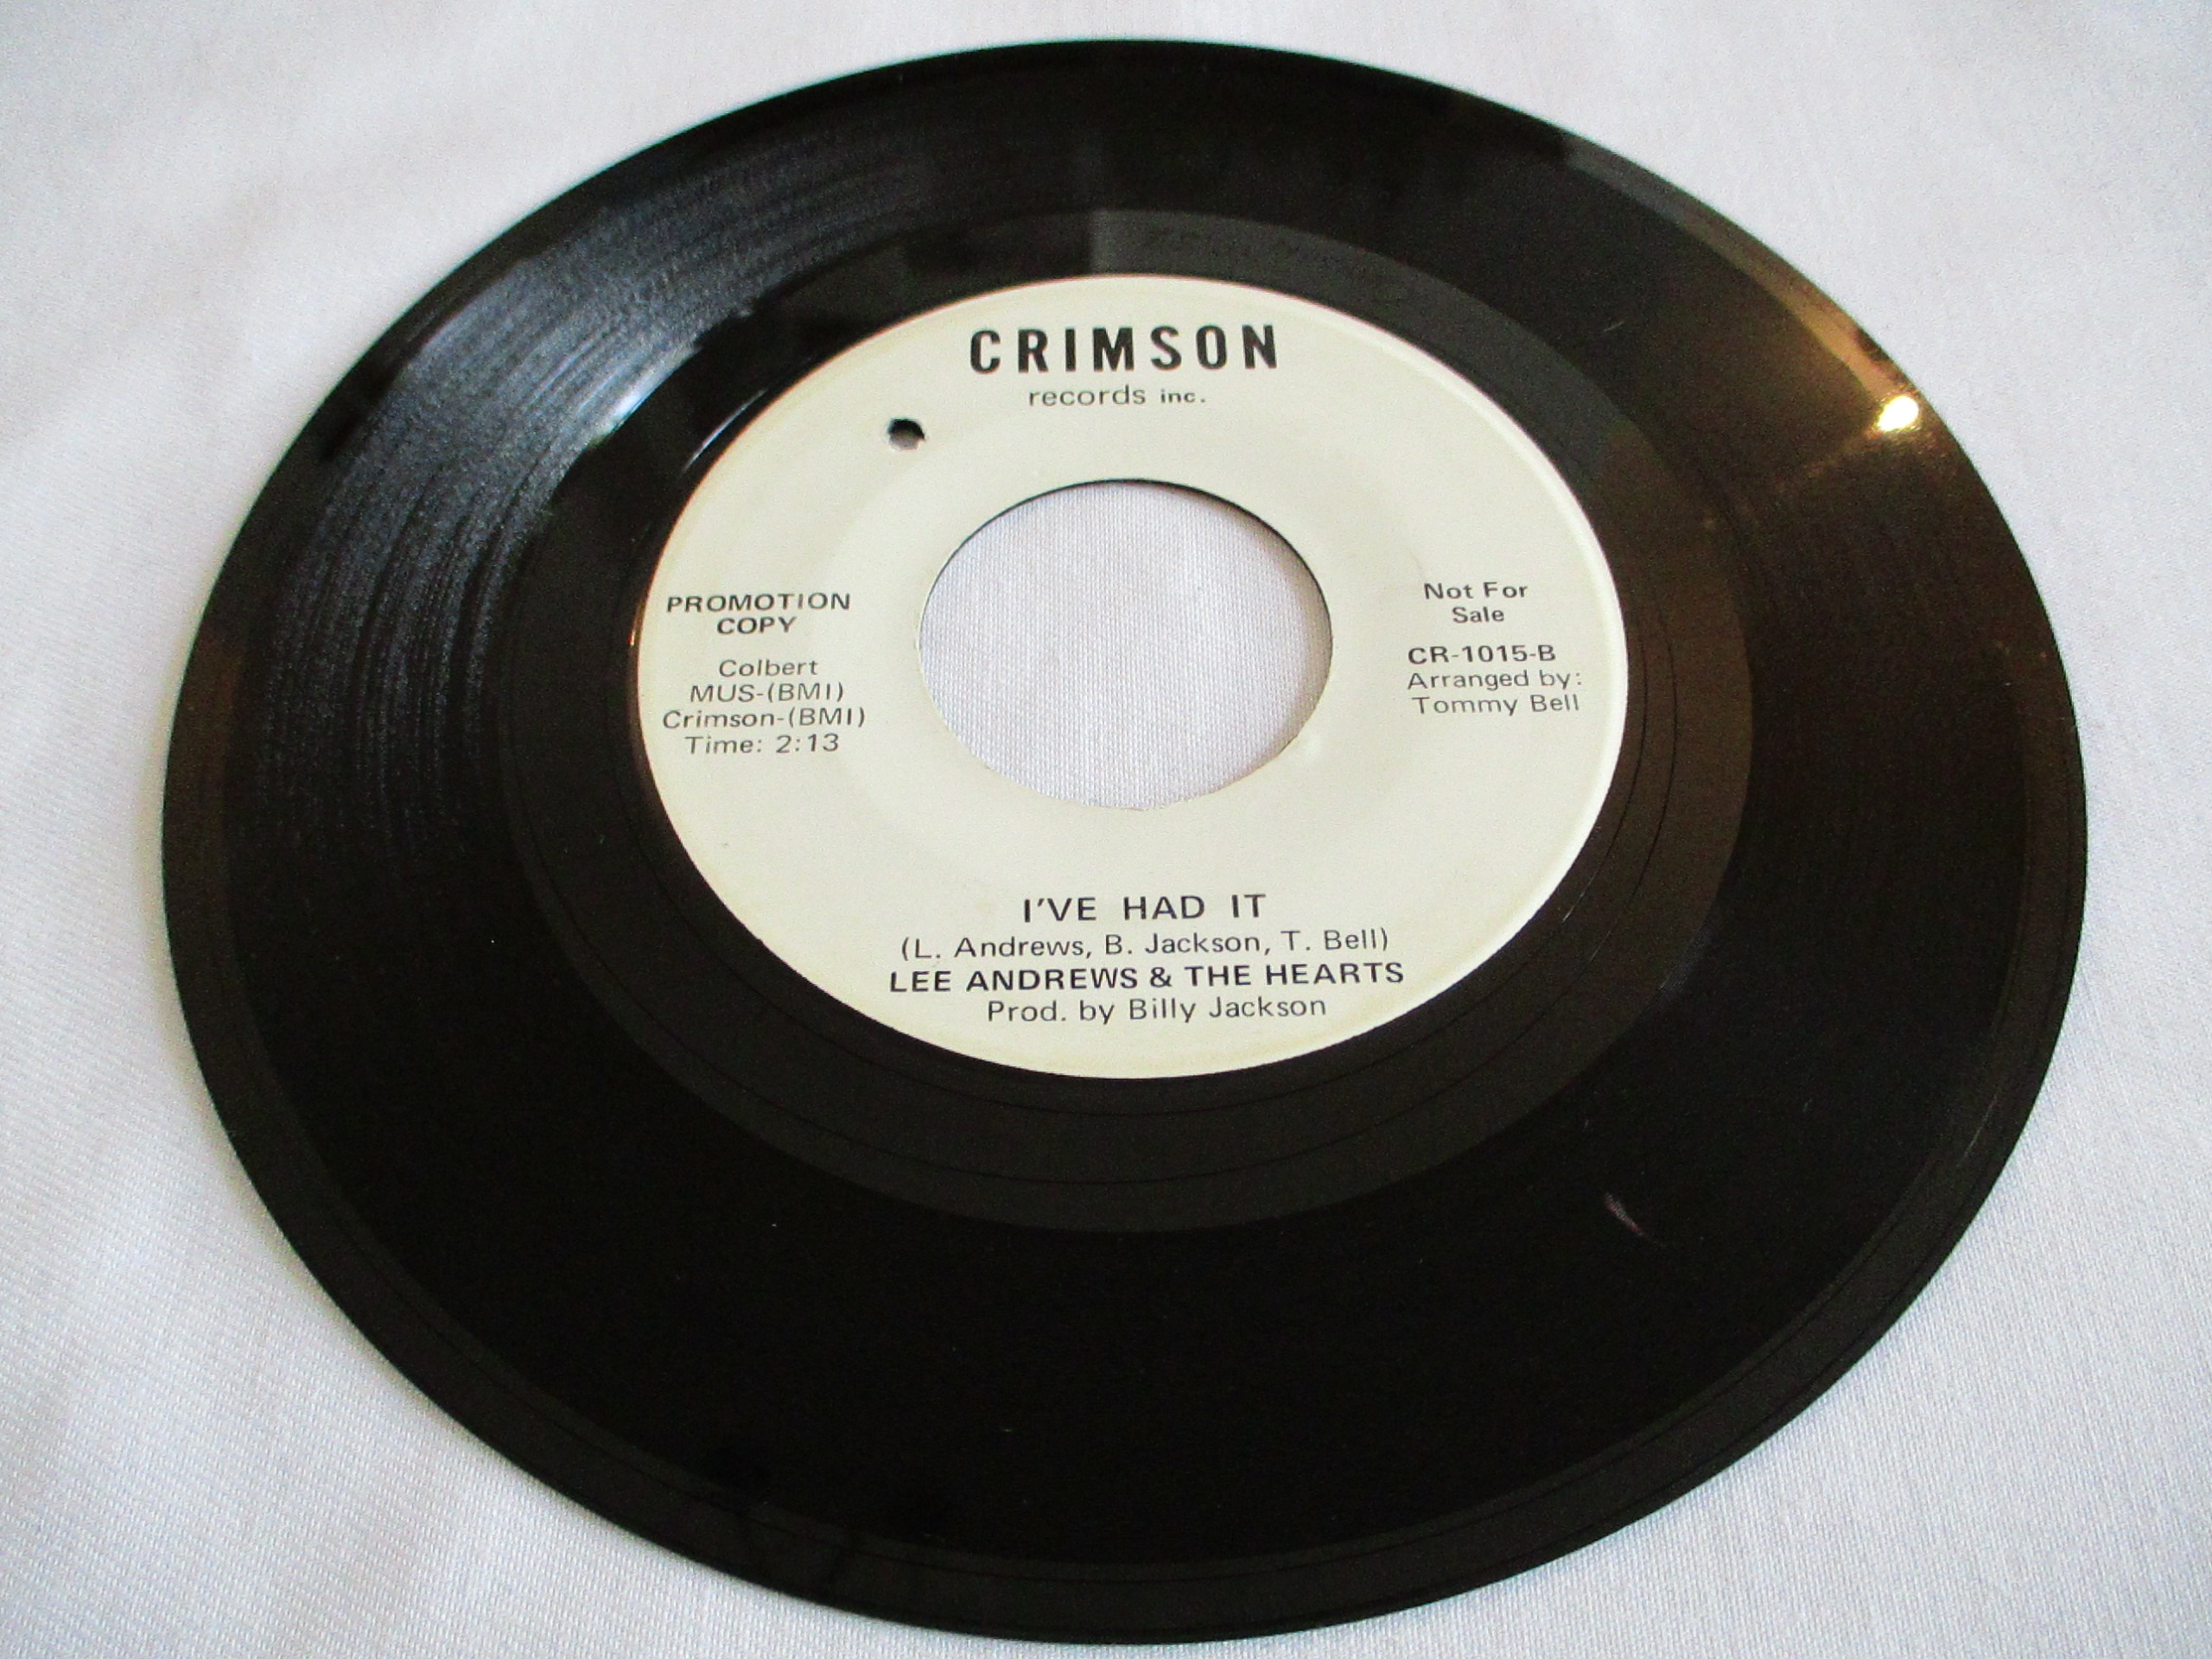 CRIMSON
records inc.
PROMOTION
COPY
Colbert
MUS-(BMI)
Crimson-(BMI)
Time: 2:13
Not For
Sale
CR-1015-B
Arranged by:
Tommy Bell
I'VE HAD IT
(L. Andrews, B. Jackson, T. Bell)
LEE ANDREWS & THE HEARTS
Prod. by Billy Jackson